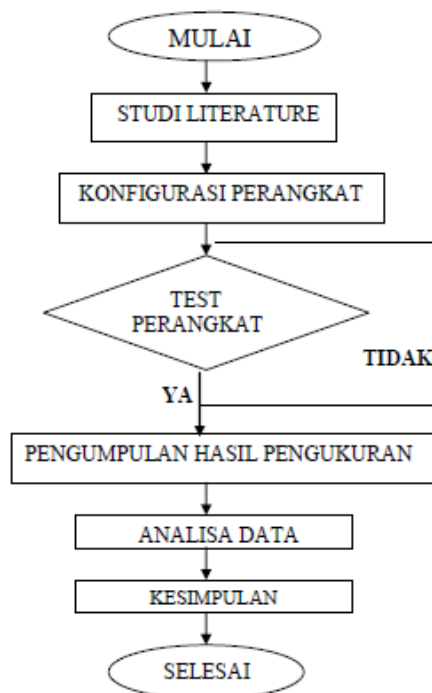 MULAI
STUDI LITERATURE
KONFIGURASI PERANGKAT
TEST
PERANGKAT
TIDAK
YA
PENGUMPULAN HASIL PENGUKURAN
ANALISA DATA
KESIMPULAN
SELESAI